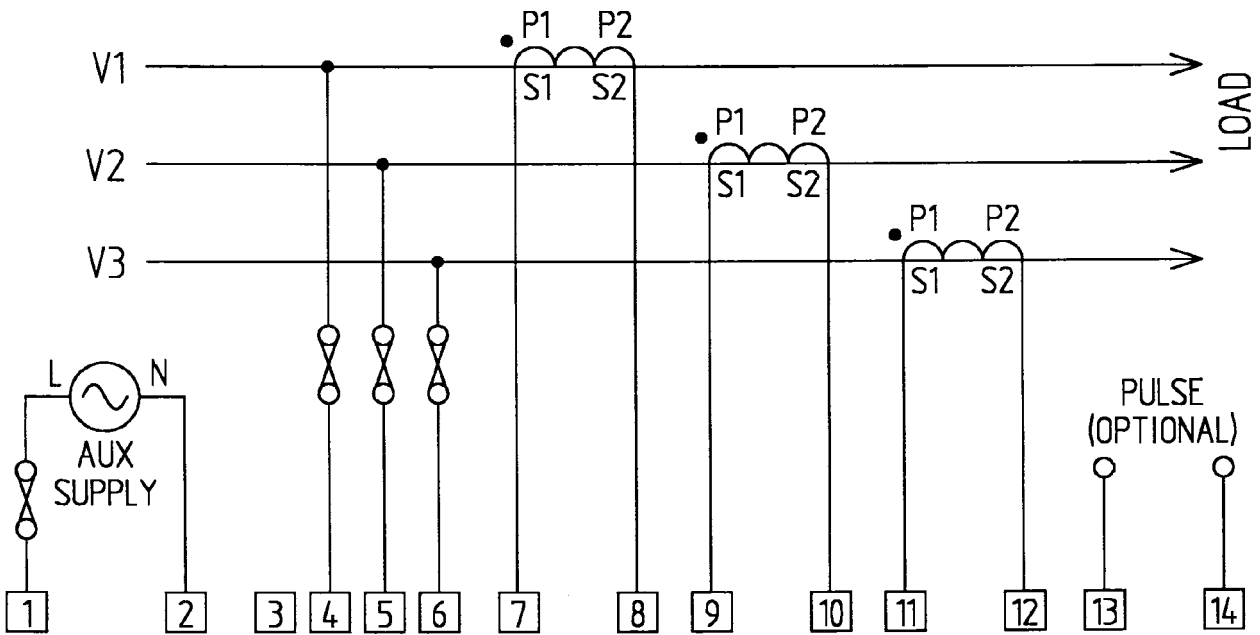 P1 P2
V1
S1 S2
LOAD
P1 P2
V2
S1 S2
P1 P2
V3
S1 S2
L N
AUX
SUPPLY
PULSE
(OPTIONAL)
1 2 3 4 5 6 7 8 9 10 11 12 13 14